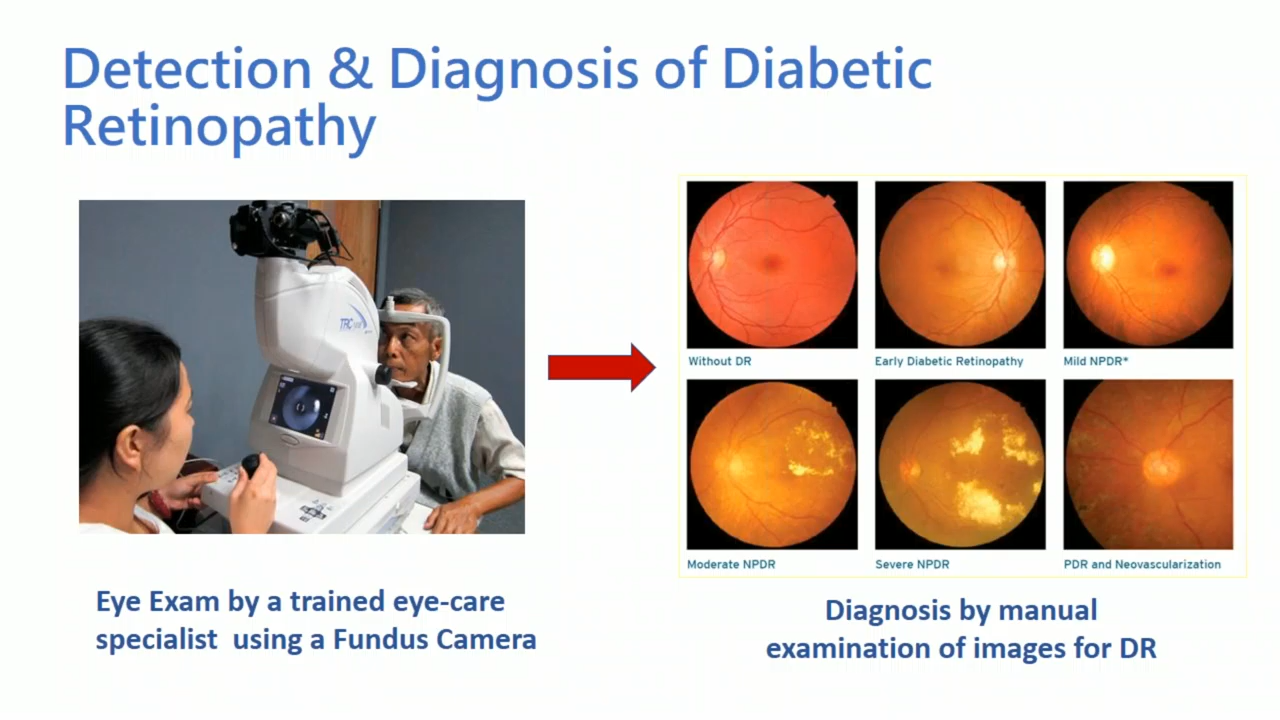 Detection & Diagnosis of Diabetic
Retinopathy
TRC
Without DR
Early Diabetic Retinopathy
Mild NPDR*
Moderate NPDR
Severe NPDR
PDR and Neovascularization
Eye Exam by a trained eye-care
specialist using a Fundus Camera
Diagnosis by manual
examination of images for DR